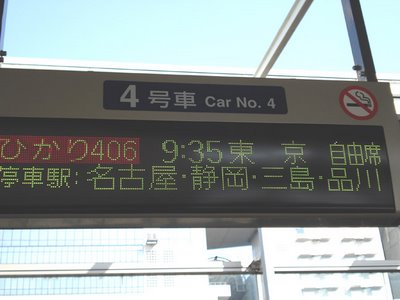 4 号車 Car No. 4
ひかり406 9:35 東京 自由席
停車駅:名古屋・静岡・三島・品川